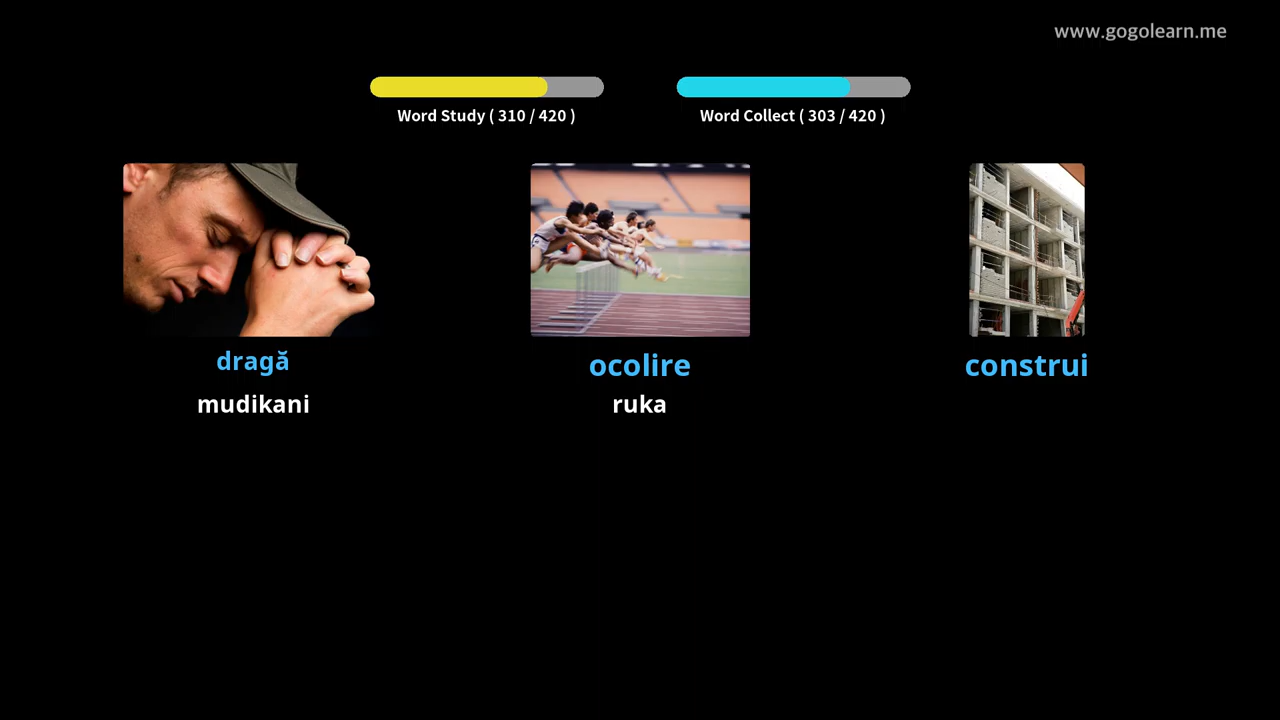 www.gogolearn.me
Word Study ( 310 / 420 )
Word Collect ( 303 / 420 )
dragă
ocolire
construi
mudikani
ruka